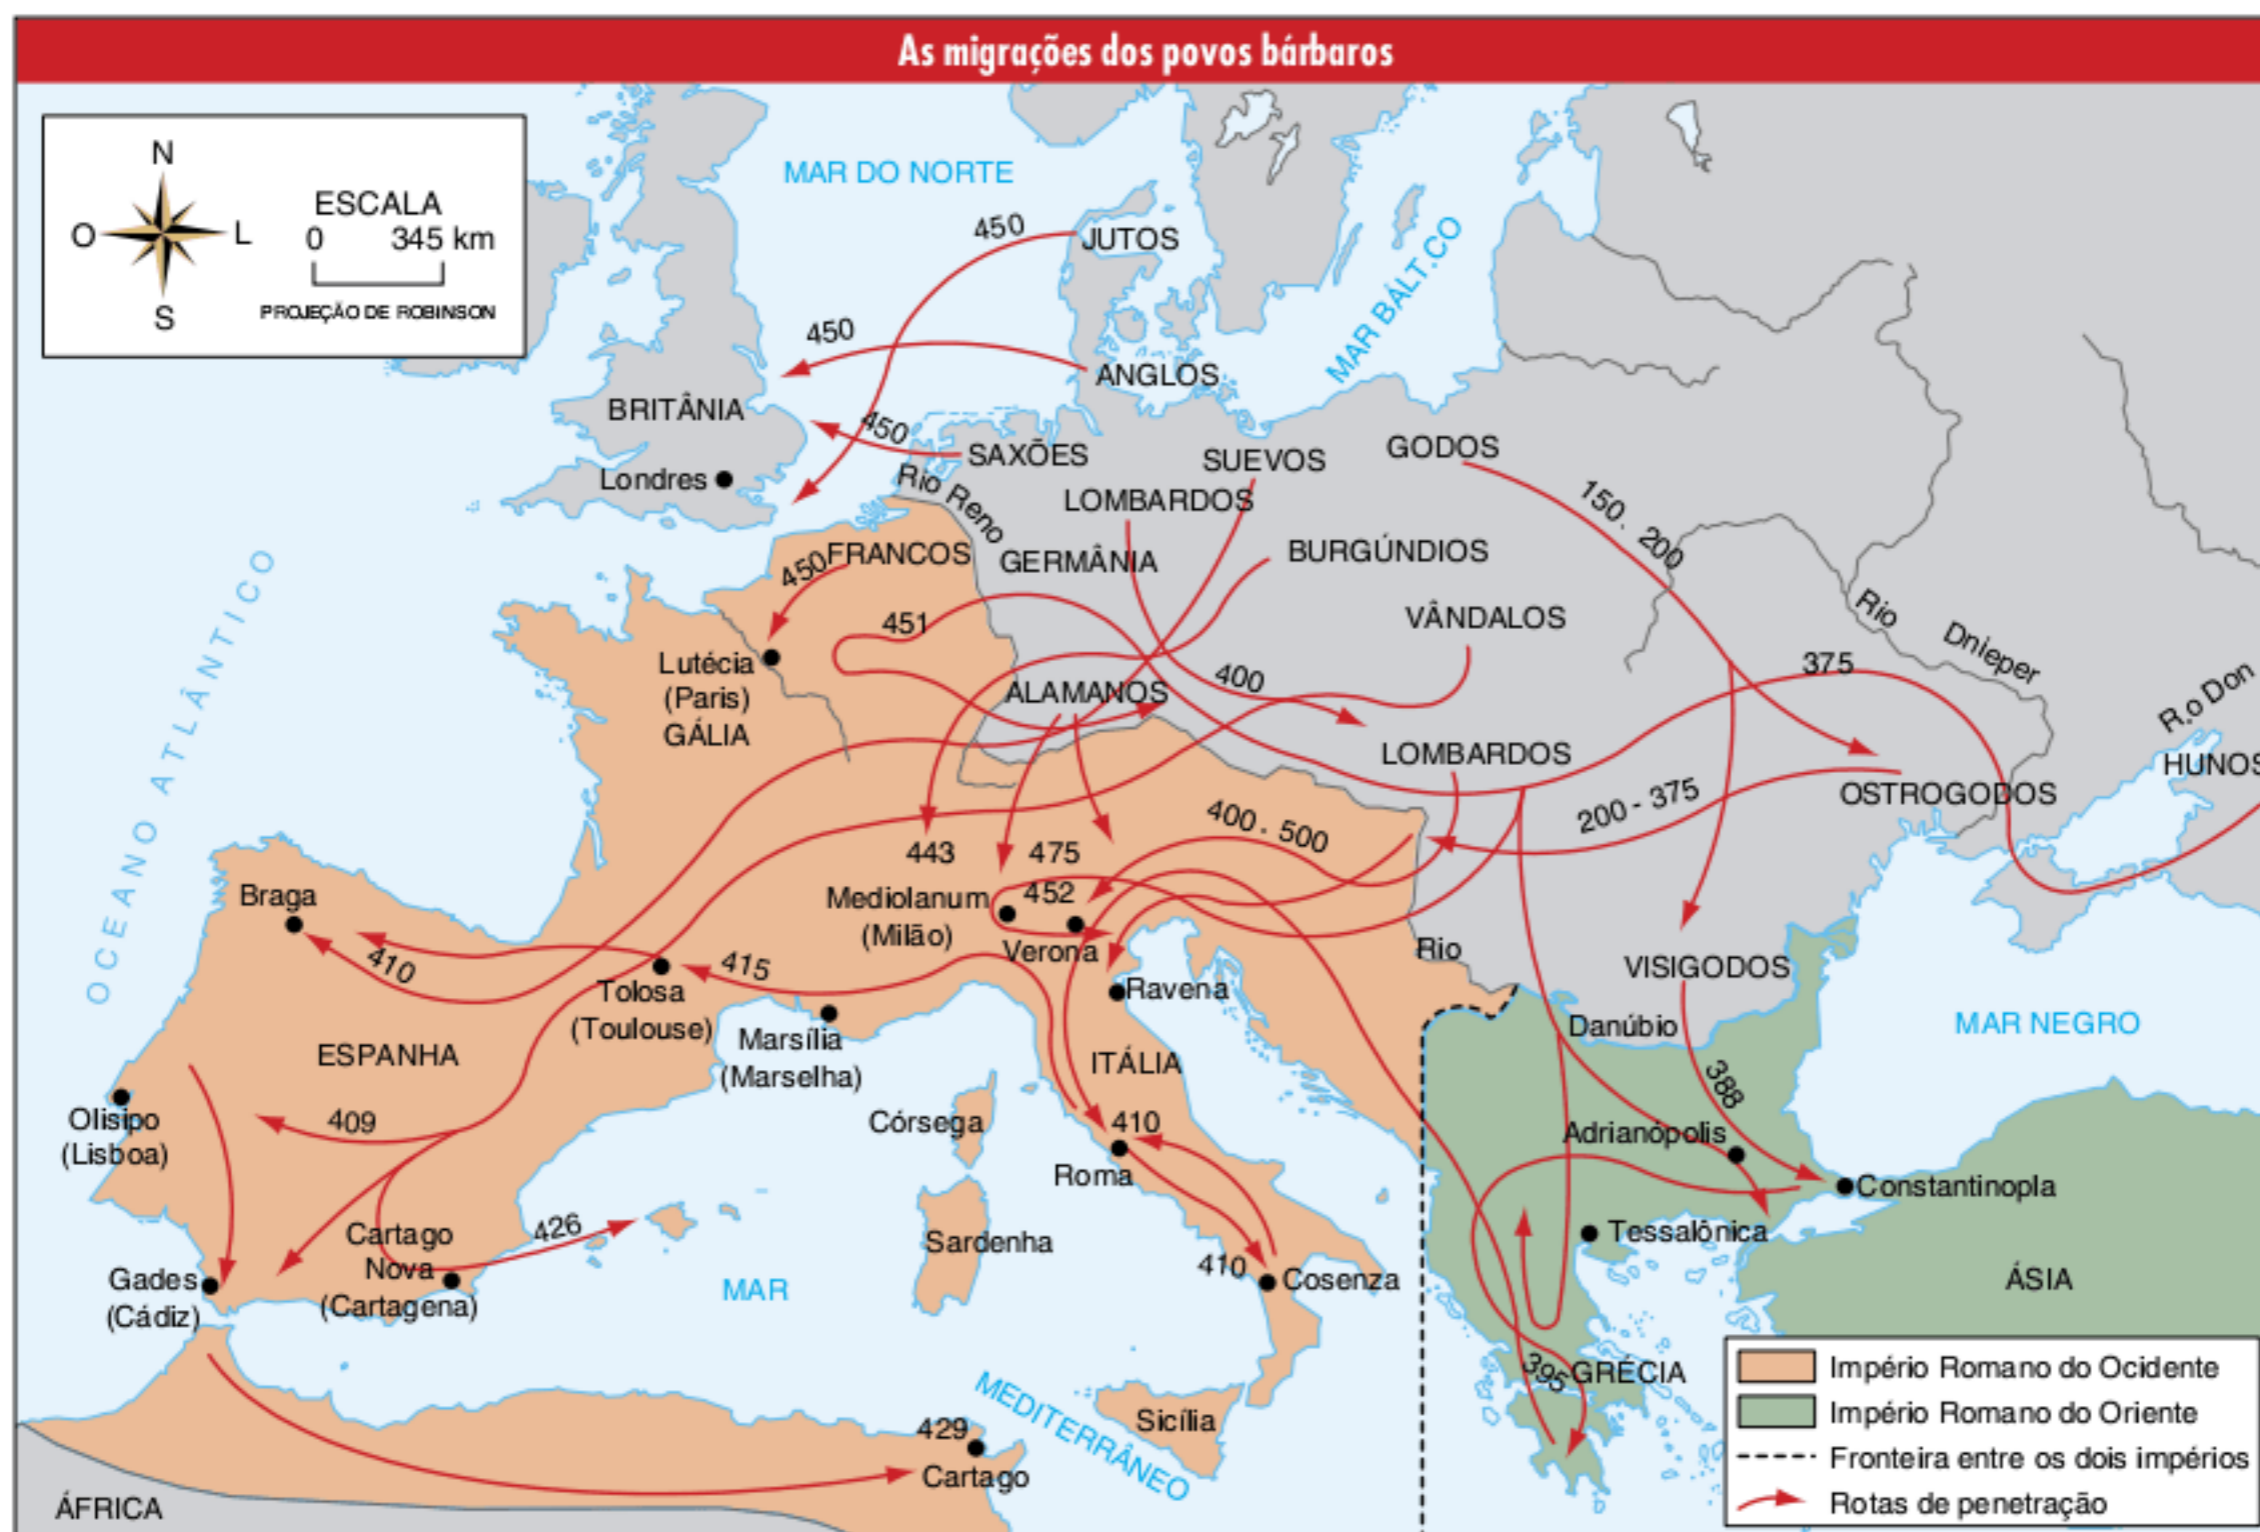 As migrações dos povos bárbaros
N
O
L
S
ESCALA
0 345 km
PROJEÇÃO DE ROBINSON
MAR DO NORTE
450
JUTOS
MAR BÁLT.CO
450
ANGLOS
BRITÂNIA
450
SAXÕES
Londres
Rio Reno
SUEVOS
GODOS
LOMBARDOS
150. 200
450
FRANCOS
GERMÂNIA
BURGÚNDIOS
OCEANO ATLÂNTICO
451
VÂNDALOS
Rio
Dnieper
Lutécia
(Paris)
GÁLIA
ALAMANOS
400
375
R.o Don
LOMBARDOS
HUNOS
OSTROGODOS
200 - 375
400 . 500
443
475
452
Mediolanum
(Milão)
Verona
Braga
410
415
Tolosa
(Toulouse)
Marsília
(Marselha)
Ravena
Rio
Danúbio
VISIGODOS
MAR NEGRO
ESPANHA
ITÁLIA
388
Olisipo
(Lisboa)
409
Córsega
410
Roma
Adrianópolis
Constantinopla
426
Cartago
Nova
(Cartagena)
Sardenha
Tessalônica
Gades
(Cádiz)
MAR
410
Cosenza
ÁSIA
395
GRÉCIA
MEDITERRÂNEO
Sicília
429
Cartago
ÁFRICA
Império Romano do Ocidente
Império Romano do Oriente
Fronteira entre os dois impérios
Rotas de penetração